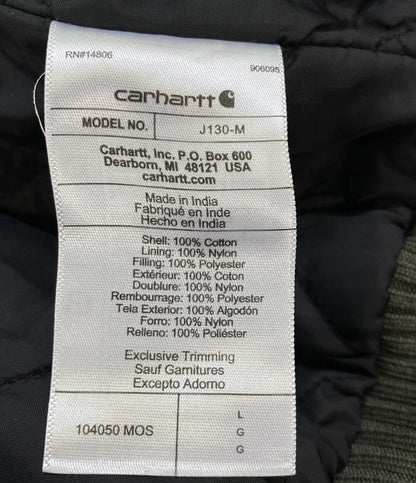 RN#14806
906095
carhartt
MODEL NO. J130-M
Carhartt, Inc. P.O. Box 600
Dearborn, MI 48121 USA
carhartt.com
Made in India
Fabriqué en Inde
Hecho en India
Shell: 100% Cotton
Lining: 100% Nylon
Filling: 100% Polyester
Extérieur: 100% Coton
Doublure: 100% Nylon
Rembourrage: 100% Polyester
Tela Exterior: 100% Algodón
Forro: 100% Nylon
Relleno: 100% Poliéster
Exclusive Trimming
Sauf Garnitures
Excepto Adorno
104050 MOS
L
G
G